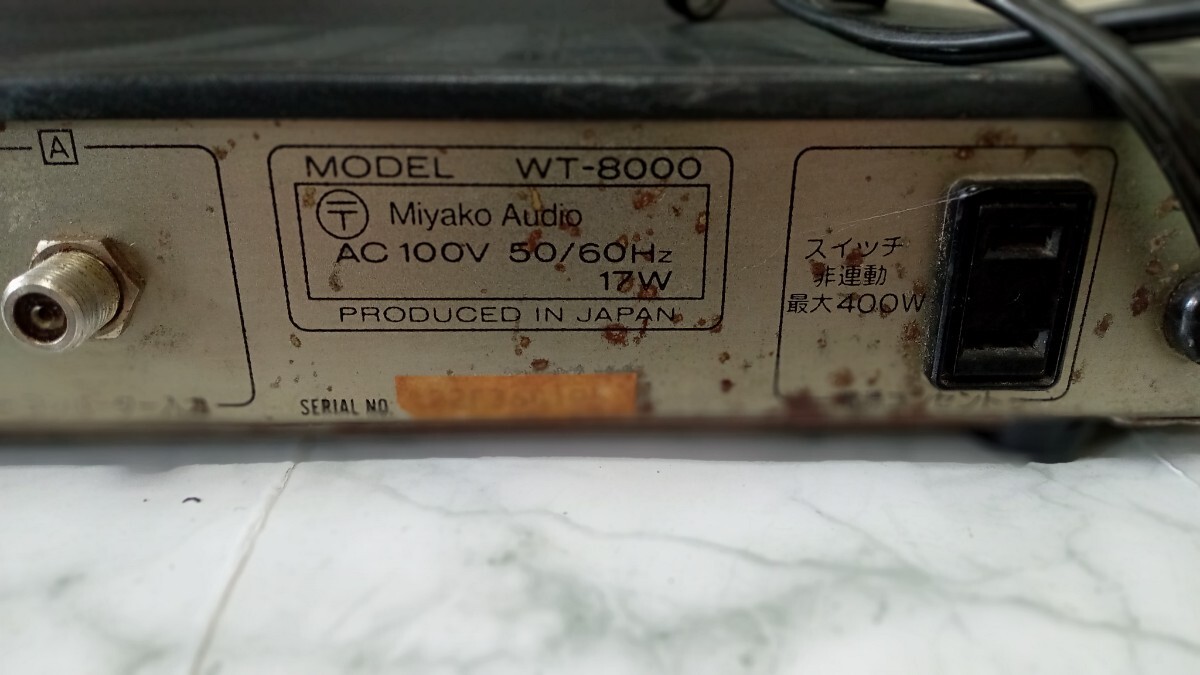 A
MODEL WT-8000
〒 Miyako Audio
AC 100V 50/60Hz
17W
PRODUCED IN JAPAN
SERIAL NO.
スイッチ
非連動
最大400W